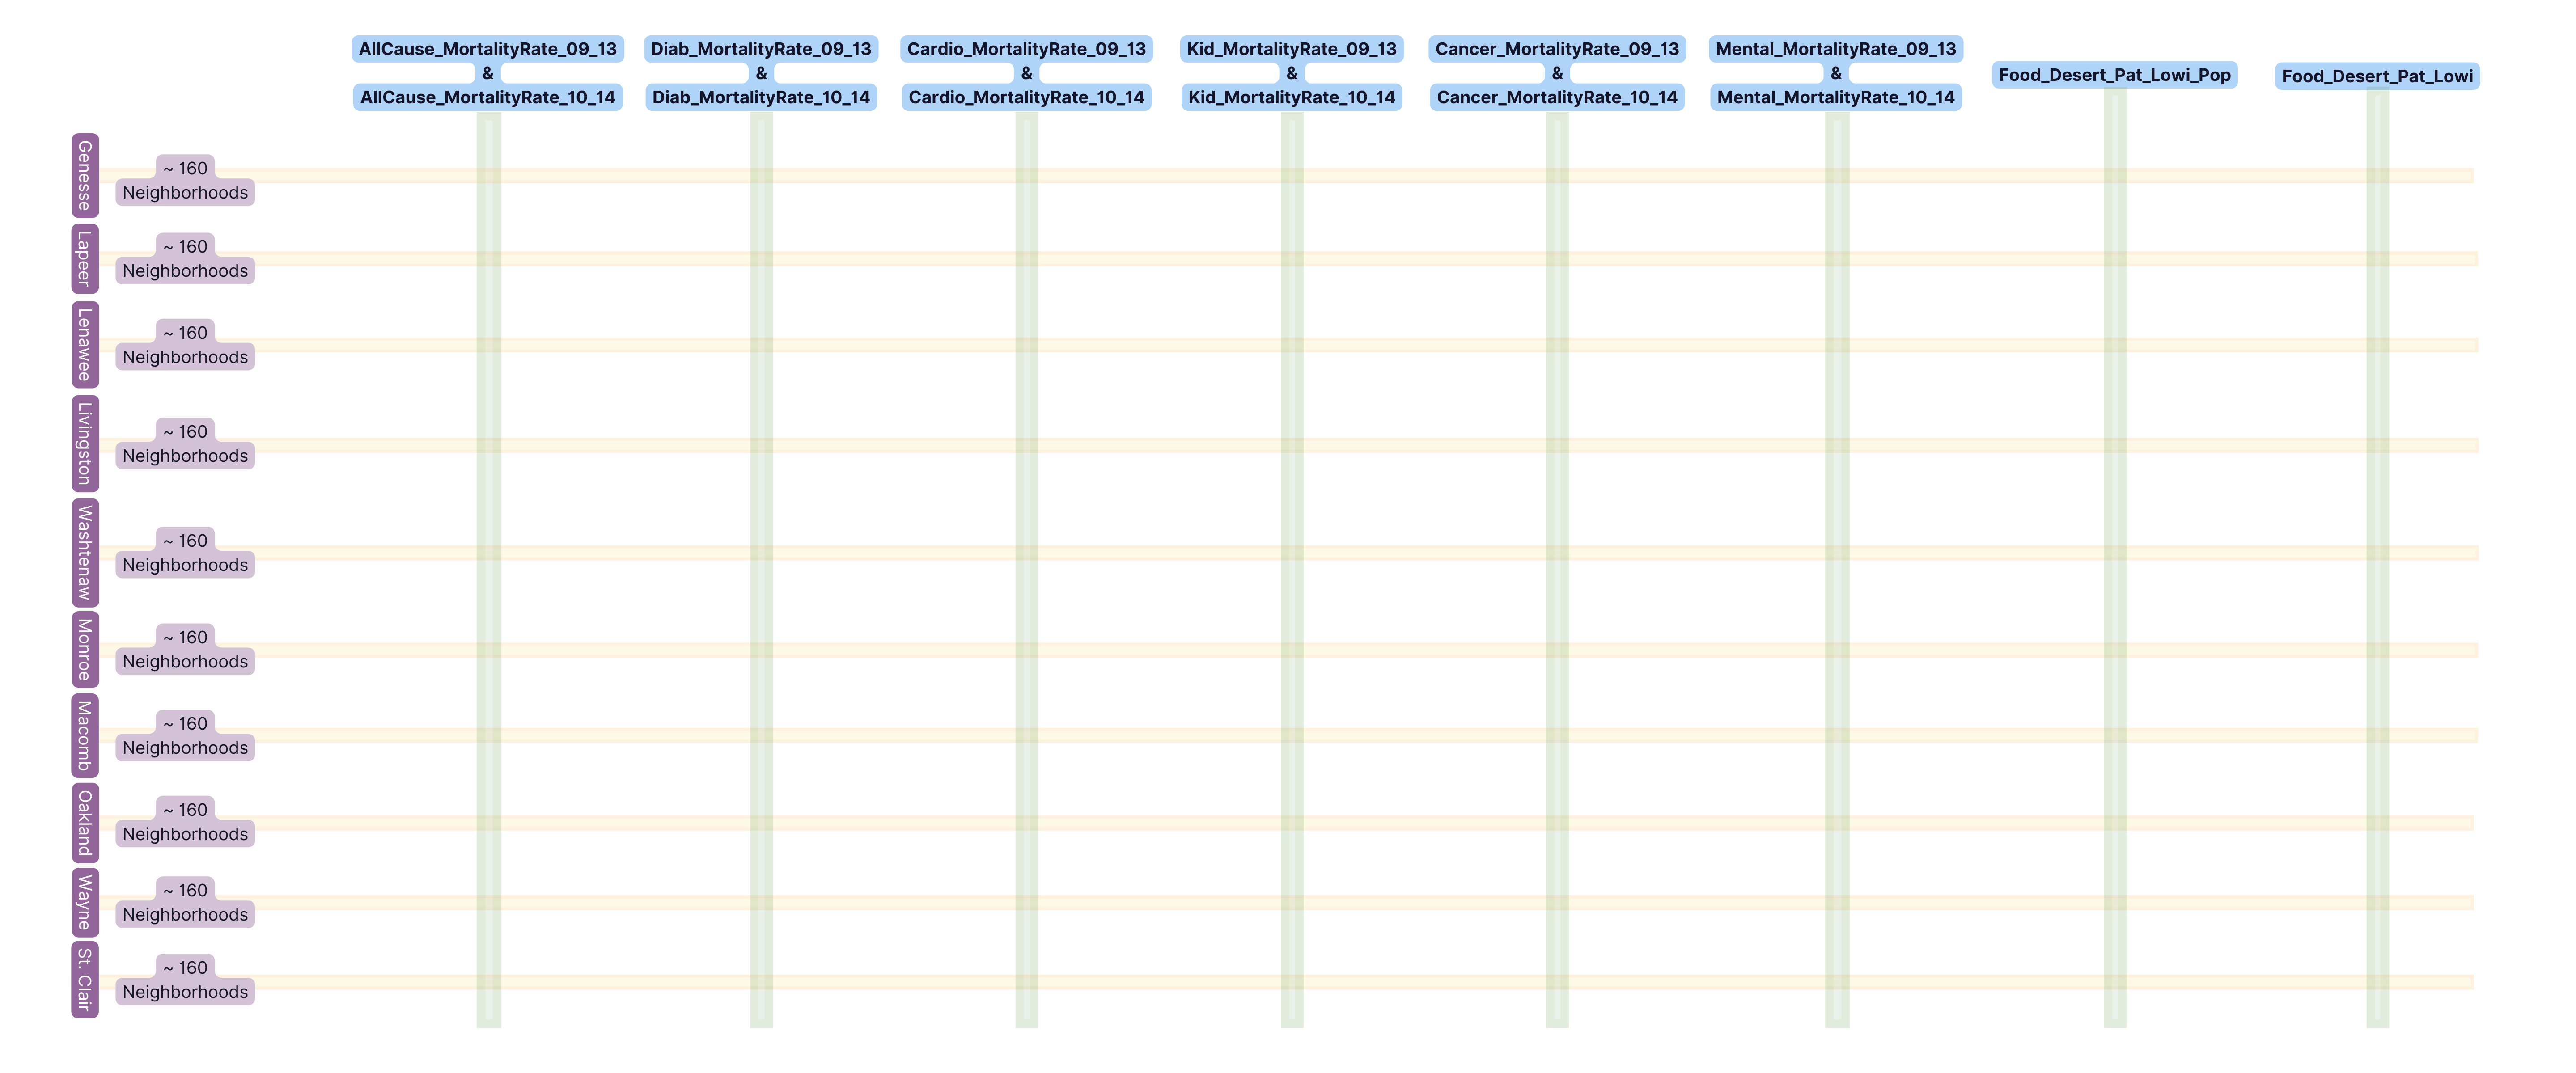 AllCause_MortalityRate_09_13
&
AllCause_MortalityRate_10_14
Diab_MortalityRate_09_13
&
Diab_MortalityRate_10_14
Cardio_MortalityRate_09_13
&
Cardio_MortalityRate_10_14
Kid_MortalityRate_09_13
&
Kid_MortalityRate_10_14
Cancer_MortalityRate_09_13
&
Cancer_MortalityRate_10_14
Mental_MortalityRate_09_13
&
Mental_MortalityRate_10_14
Food_Desert_Pat_Lowi_Pop
Food_Desert_Pat_Lowi
Genesse
~ 160
Neighborhoods
Lapeer
~ 160
Neighborhoods
Lenawee
~ 160
Neighborhoods
Livingston
~ 160
Neighborhoods
Washtenaw
~ 160
Neighborhoods
Monroe
~ 160
Neighborhoods
Macomb
~ 160
Neighborhoods
Oakland
~ 160
Neighborhoods
Wayne
~ 160
Neighborhoods
St. Clair
~ 160
Neighborhoods